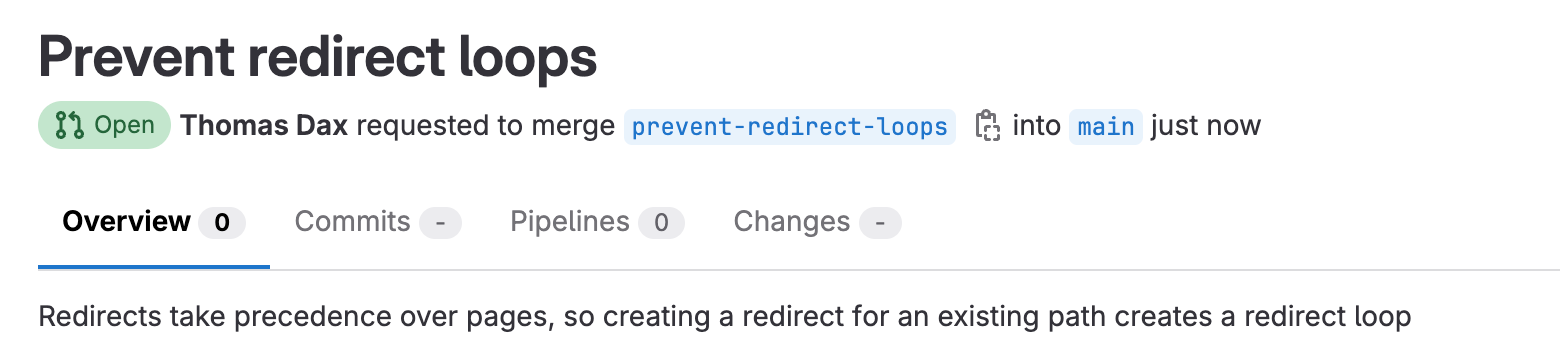 Prevent redirect loops
Open Thomas Dax requested to merge prevent-redirect-loops into main just now
Overview 0 Commits - Pipelines 0 Changes -
Redirects take precedence over pages, so creating a redirect for an existing path creates a redirect loop